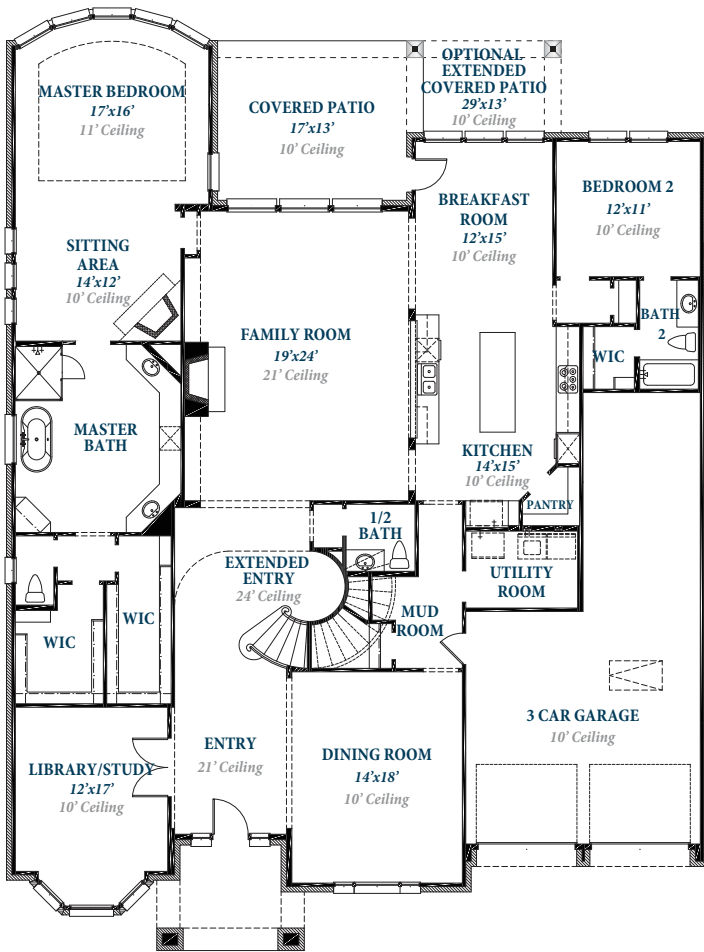 MASTER BEDROOM
17'x16'
11' Ceiling
COVERED PATIO
17'x13'
10' Ceiling
OPTIONAL
EXTENDED
COVERED PATIO
29'x13'
10' Ceiling
BREAKFAST
ROOM
12'x15'
10' Ceiling
BEDROOM 2
12'x11'
10' Ceiling
SITTING
AREA
14'x12'
10' Ceiling
FAMILY ROOM
19'x24'
21' Ceiling
BATH
2
WIC
MASTER
BATH
KITCHEN
14'x15'
10' Ceiling
PANTRY
1/2
BATH
EXTENDED
ENTRY
24' Ceiling
UTILITY
ROOM
MUD
ROOM
WIC
WIC
LIBRARY/STUDY
12'x17'
10' Ceiling
ENTRY
21' Ceiling
DINING ROOM
14'x18'
10' Ceiling
3 CAR GARAGE
10' Ceiling